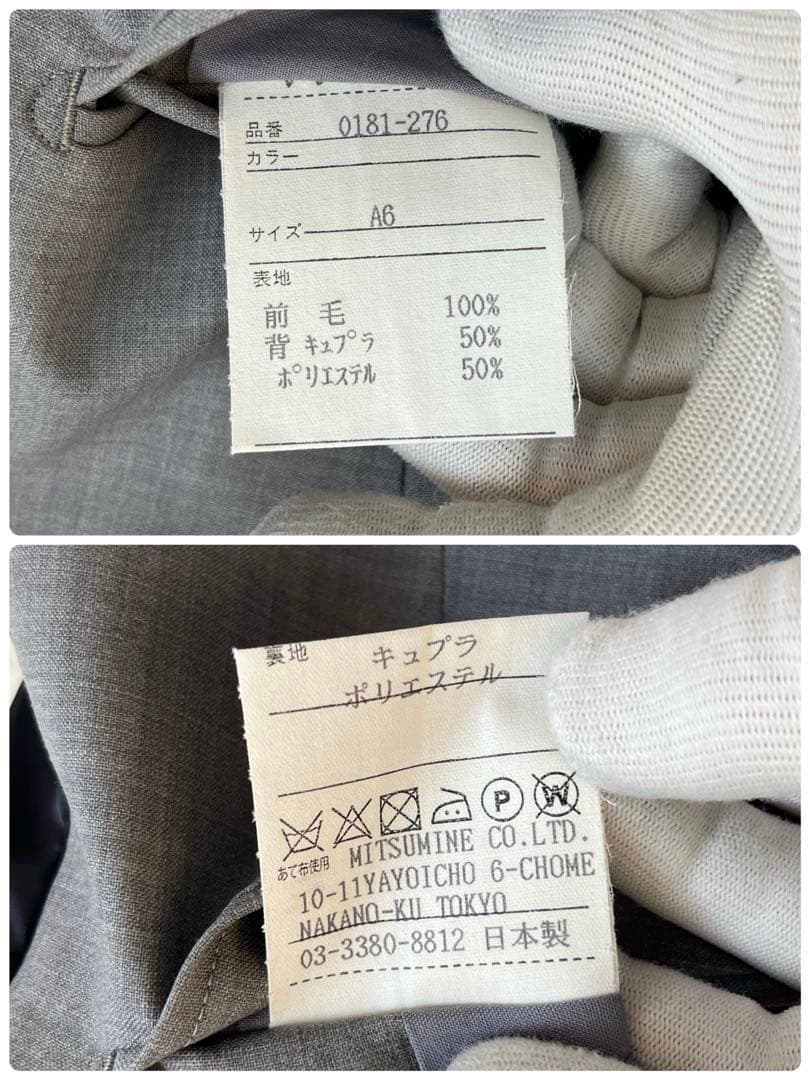 品番 0181-276
カラー
サイズ A6
表地
前 毛 100%
背 キュプラ 50%
ポリエステル 50%
裏地 キュプラ
ポリエステル
P W
あて布使用 MITSUMINE CO.LTD.
10-11YAYOICHO 6-CHOME
NAKANO-KU TOKYO
03-3380-8812 日本製